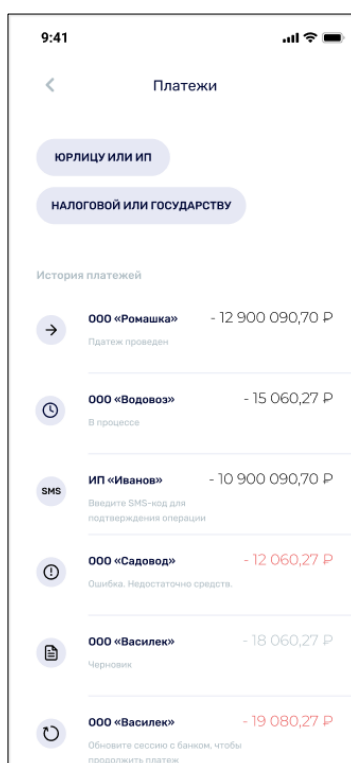 9:41
Платежи
ЮРЛИЦУ ИЛИ ИП
НАЛОГОВОЙ ИЛИ ГОСУДАРСТВУ
История платежей
ООО «Ромашка» - 12 900 090,70 ₽
Платеж проведен
ООО «Водовоз» - 15 060,27 ₽
В процессе
SMS ИП «Иванов» - 10 900 090,70 ₽
Введите SMS-код для
подтверждения операции
ООО «Садовод» - 12 060,27 ₽
Ошибка. Недостаточно средств.
ООО «Василек» - 18 060,27 ₽
Черновик
ООО «Василек» - 19 080,27 ₽
Обновите сессию с банком, чтобы
продолжить платеж